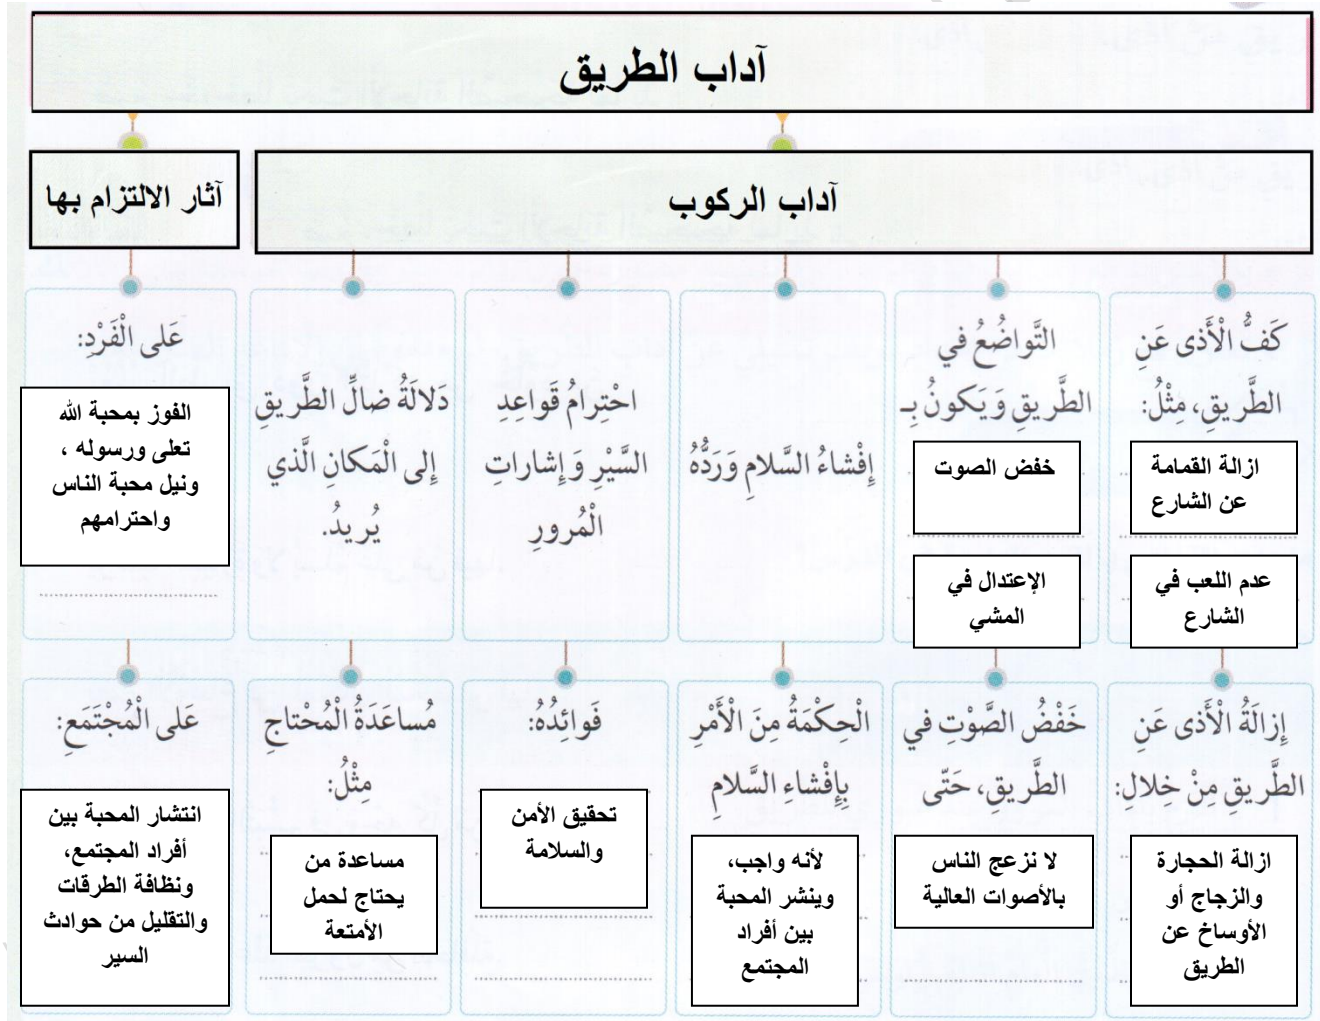 آداب الطريق
آداب الركوب
آثار الالتزام بها
كَفُّ الْأَذى عَنِ
الطَّريقِ، مِثْلُ:
ازالة القمامة
عن الشارع
عدم اللعب في
الشارع
التَّواضُعُ في
الطَّريقِ وَيَكونُ بِـ
خفض الصوت
الإعتدال في
المشي
إِفْشاءُ السَّلامِ وَرَدُّهُ
احْتِرامُ قَواعِدِ
السَّيْرِ وَإِشاراتِ
الْمُرورِ
دَلالَةُ ضالِّ الطَّريقِ
إِلى الْمَكانِ الَّذي
يُريدُ.
عَلى الْفَرْدِ:
الفوز بمحبة الله
تعلى ورسوله ،
ونيل محبة الناس
واحترامهم
إِزالَةُ الْأَذى عَنِ
الطَّريقِ مِنْ خِلالِ:
ازالة الحجارة
والزجاج أو
الأوساخ عن
الطريق
خَفْضُ الصَّوْتِ في
الطَّريقِ، حَتّى
لا نزعج الناس
بالأصوات العالية
الْحِكْمَةُ مِنَ الْأَمْرِ
بِإِفْشاءِ السَّلامِ
لأنه واجب،
وينشر المحبة
بين أفراد
المجتمع
فَوائِدُهُ:
تحقيق الأمن
والسلامة
مُساعَدَةُ الْمُحْتاجِ
مِثْلُ:
مساعدة من
يحتاج لحمل
الأمتعة
عَلى الْمُجْتَمَعِ:
انتشار المحبة بين
أفراد المجتمع،
ونظافة الطرقات
والتقليل من حوادث
السير